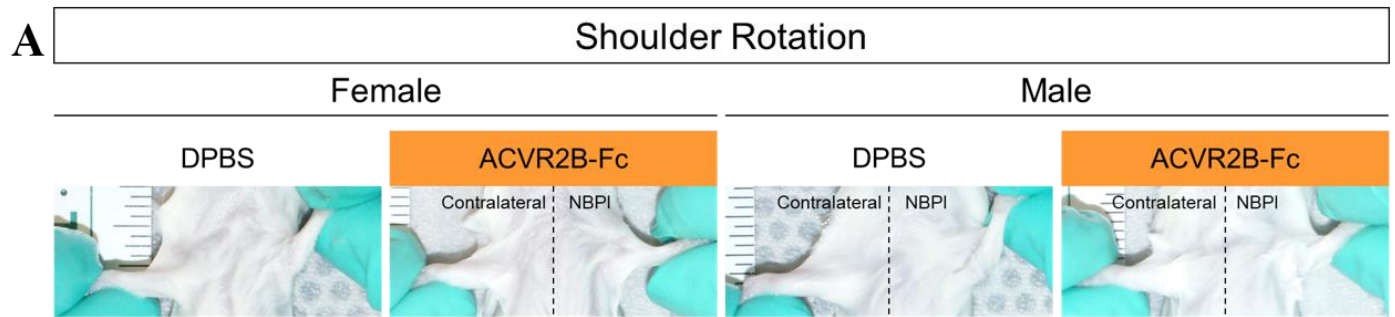 A
Shoulder Rotation
Female Male
DPBS ACVR2B-Fc DPBS ACVR2B-Fc
Contralateral NBPI Contralateral NBPI Contralateral NBPI